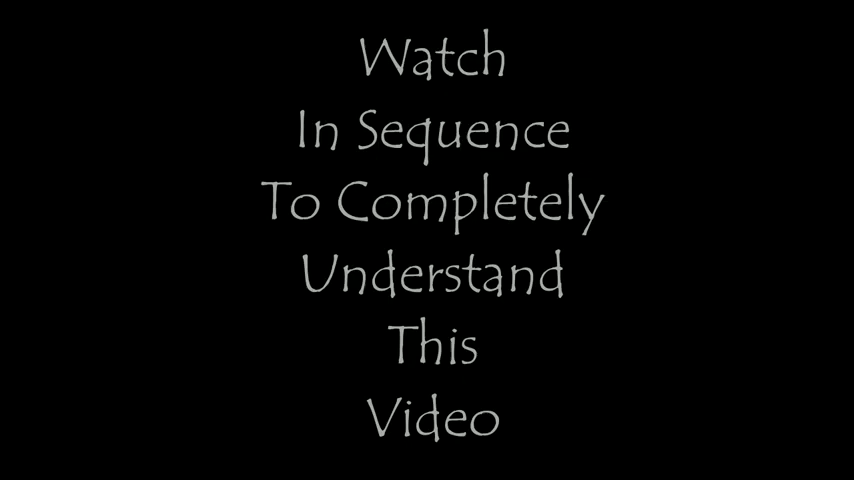 Watch
In Sequence
To Completely
Understand
This
Video